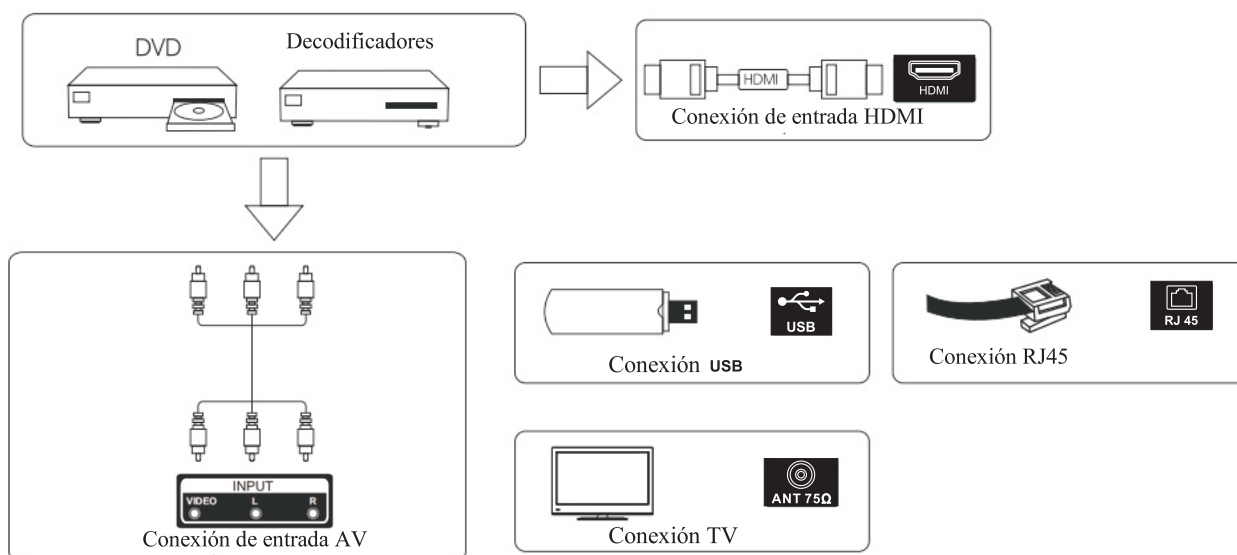 DVD
Decodificadores
HDMI
HDMI
Conexión de entrada HDMI
USB
Conexión USB
RJ 45
Conexión RJ45
INPUT
VIDEO L R
Conexión de entrada AV
ANT 75Ω
Conexión TV